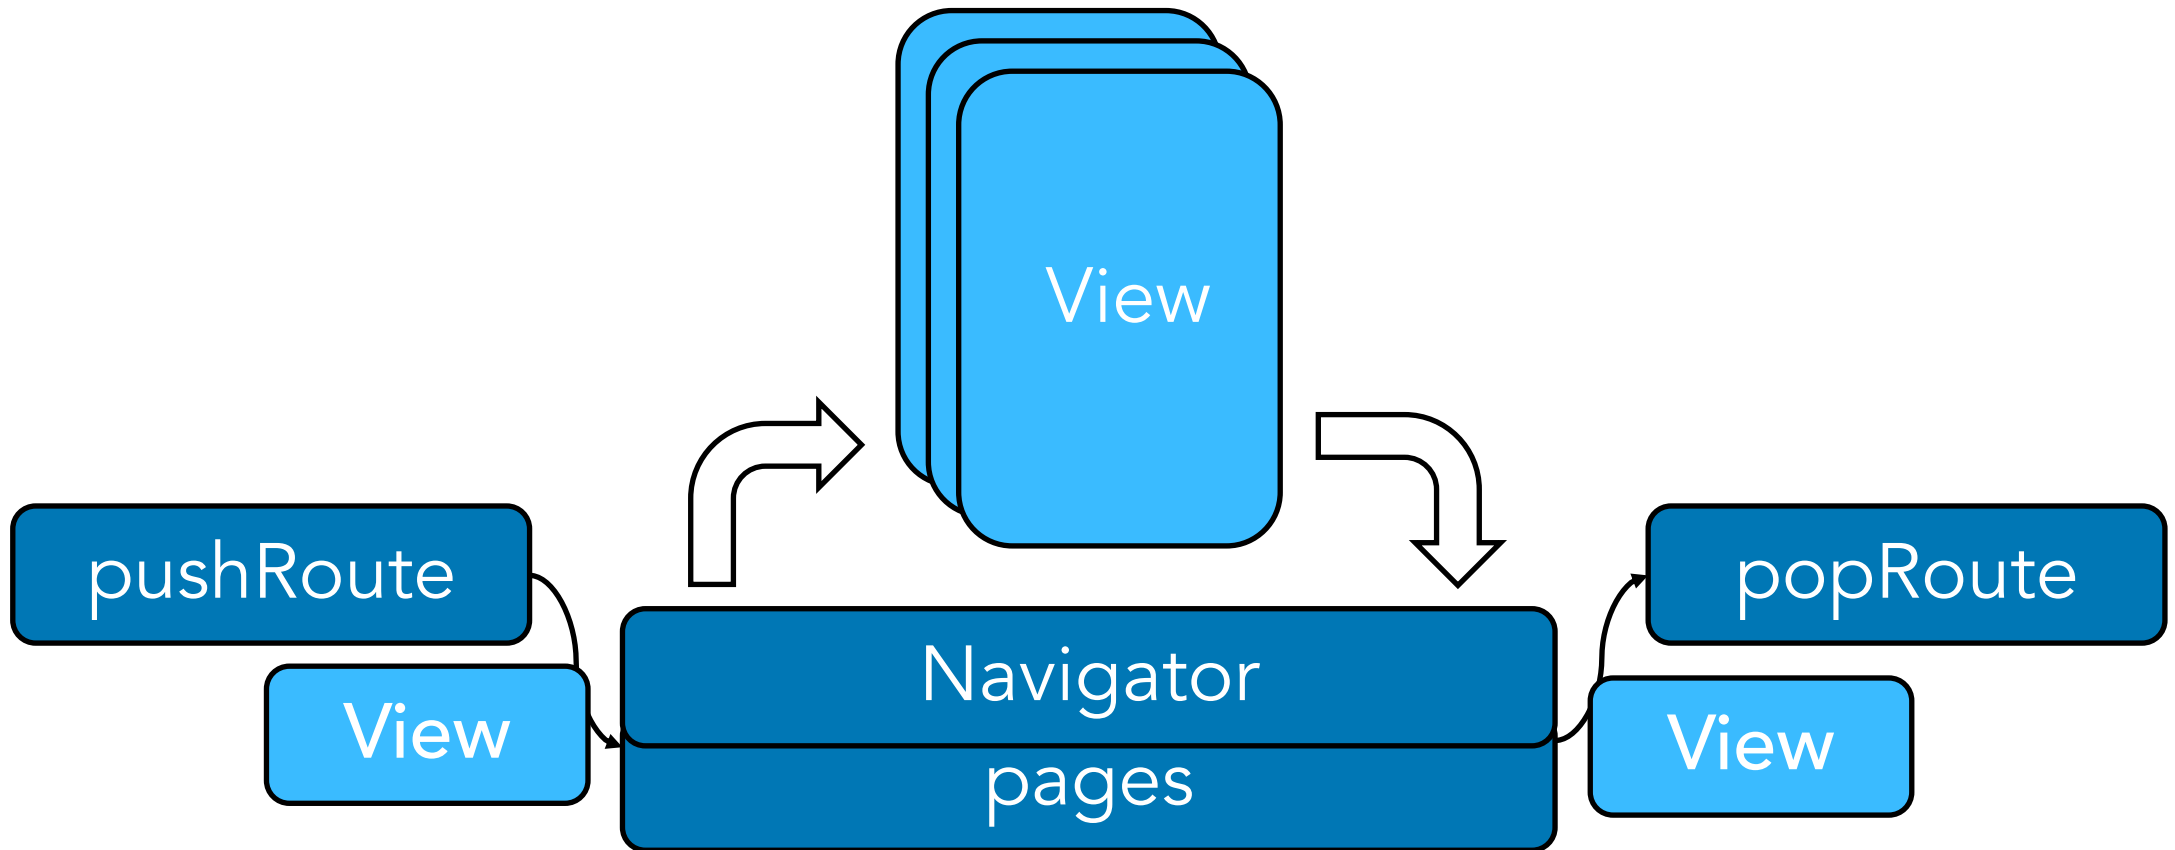 View
pushRoute
popRoute
Navigator
View
View
pages